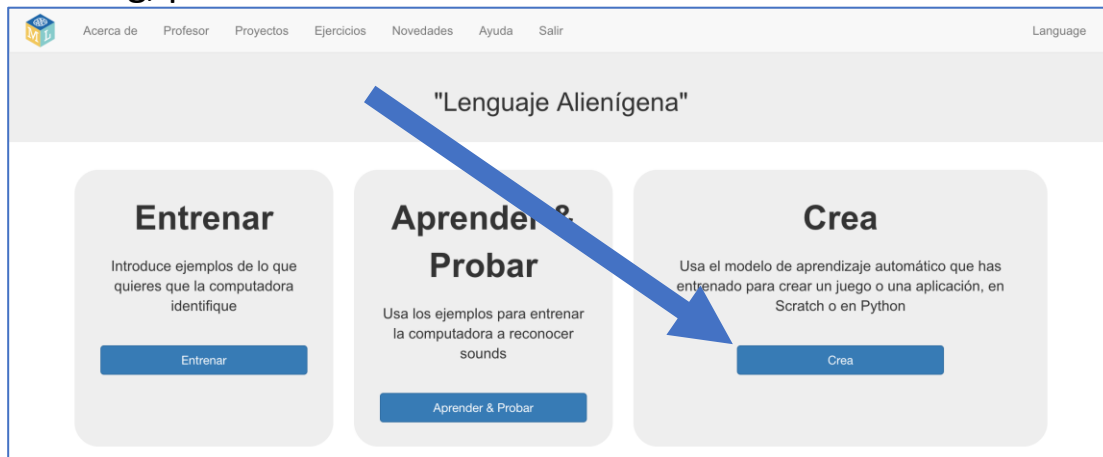 Acerca de Profesor Proyectos Ejercicios Novedades Ayuda Salir Language
"Lenguaje Alienígena"
Entrenar
Introduce ejemplos de lo que
quieres que la computadora
identifique
Entrenar
Aprender &
Probar
Usa los ejemplos para entrenar
la computadora a reconocer
sounds
Aprender & Probar
Crea
Usa el modelo de aprendizaje automático que has
entrenado para crear un juego o una aplicación, en
Scratch o en Python
Crea